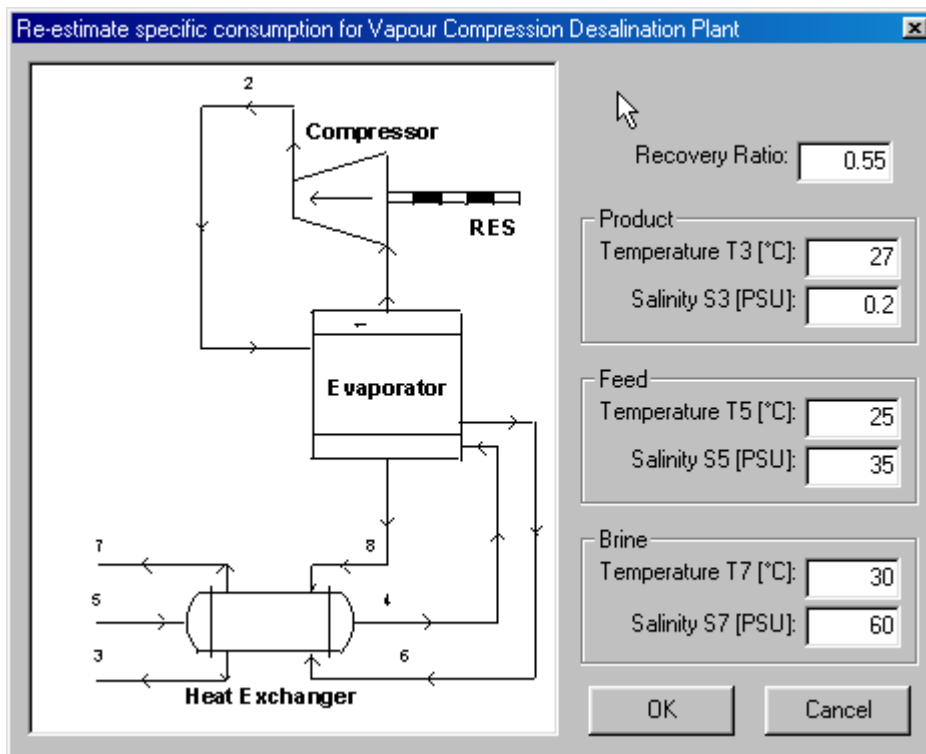 Re-estimate specific consumption for Vapour Compression Desalination Plant
2
Compressor
RES
1
Evaporator
7
8
5
4
3
6
Heat Exchanger
Recovery Ratio: 0.55
Product
Temperature T3 [°C]: 27
Salinity S3 [PSU]: 0.2
Feed
Temperature T5 [°C]: 25
Salinity S5 [PSU]: 35
Brine
Temperature T7 [°C]: 30
Salinity S7 [PSU]: 60
OK
Cancel